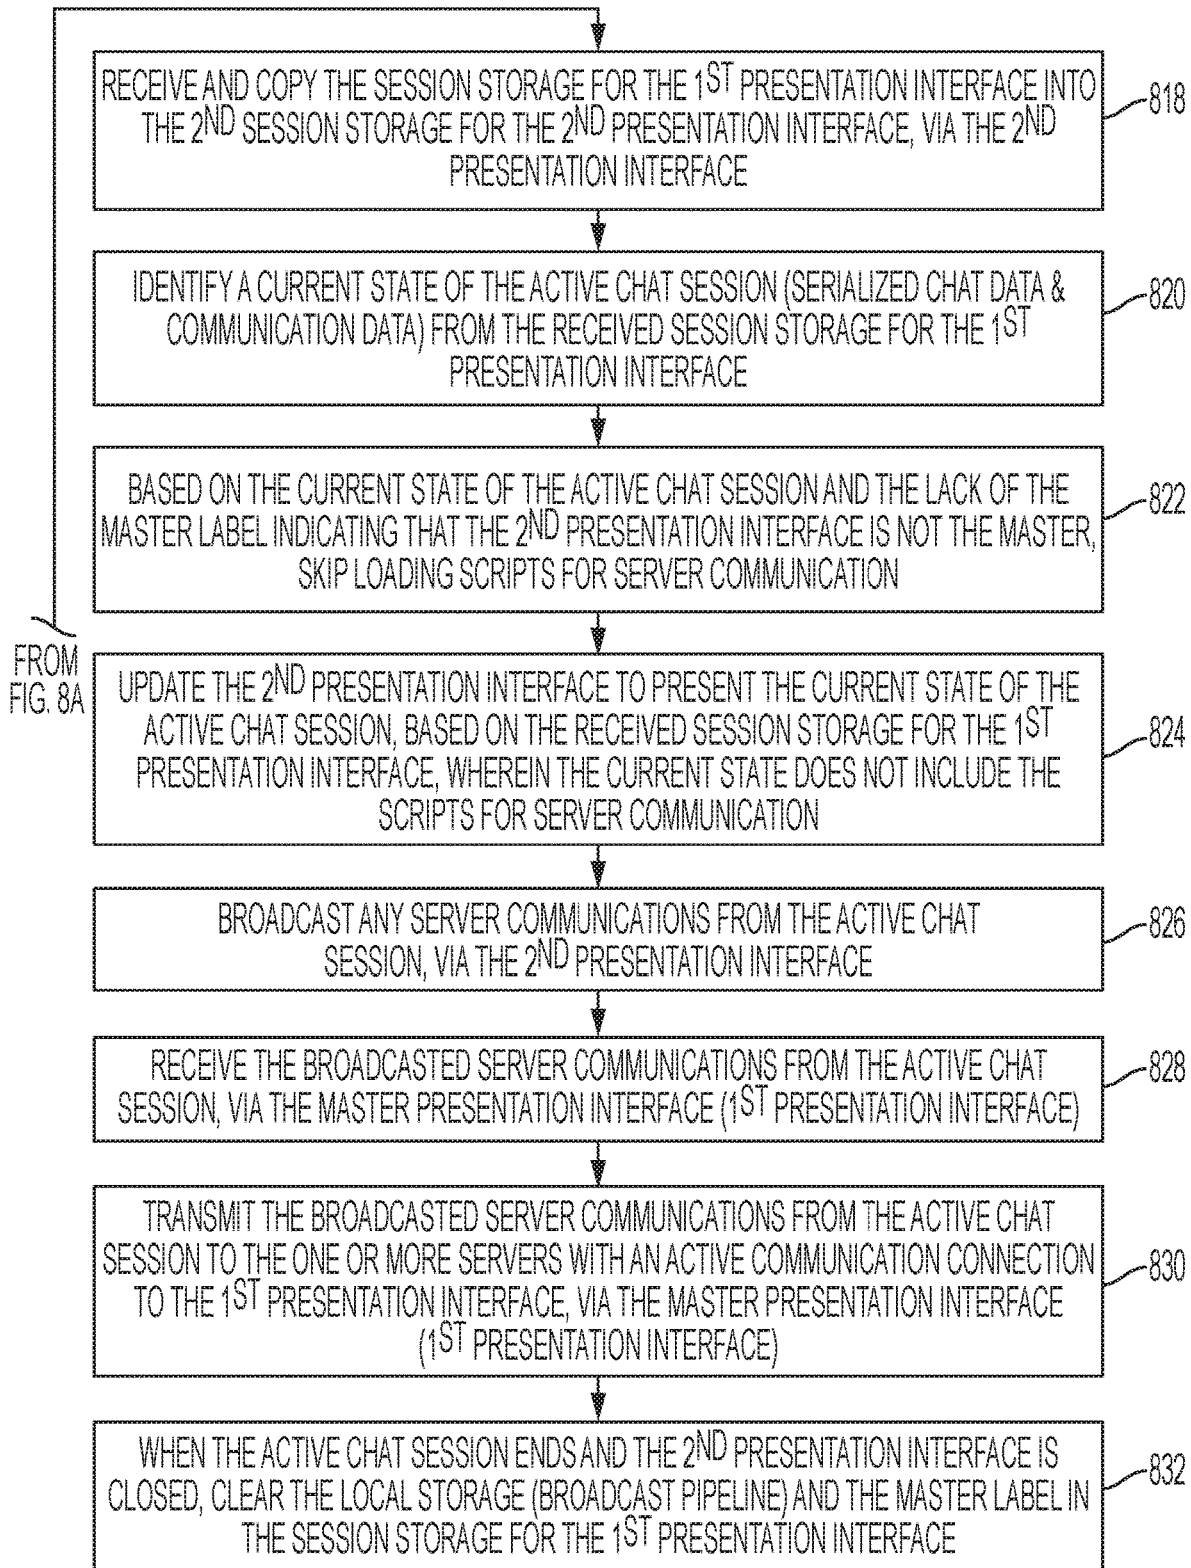 RECEIVE AND COPY THE SESSION STORAGE FOR THE 1ST PRESENTATION INTERFACE INTO
THE 2ND SESSION STORAGE FOR THE 2ND PRESENTATION INTERFACE, VIA THE 2ND
PRESENTATION INTERFACE
818
IDENTIFY A CURRENT STATE OF THE ACTIVE CHAT SESSION (SERIALIZED CHAT DATA &
COMMUNICATION DATA) FROM THE RECEIVED SESSION STORAGE FOR THE 1ST
PRESENTATION INTERFACE
820
BASED ON THE CURRENT STATE OF THE ACTIVE CHAT SESSION AND THE LACK OF THE
MASTER LABEL INDICATING THAT THE 2ND PRESENTATION INTERFACE IS NOT THE MASTER,
SKIP LOADING SCRIPTS FOR SERVER COMMUNICATION
822
FROM
FIG. 8A
UPDATE THE 2ND PRESENTATION INTERFACE TO PRESENT THE CURRENT STATE OF THE
ACTIVE CHAT SESSION, BASED ON THE RECEIVED SESSION STORAGE FOR THE 1ST
PRESENTATION INTERFACE, WHEREIN THE CURRENT STATE DOES NOT INCLUDE THE
SCRIPTS FOR SERVER COMMUNICATION
824
BROADCAST ANY SERVER COMMUNICATIONS FROM THE ACTIVE CHAT
SESSION, VIA THE 2ND PRESENTATION INTERFACE
826
RECEIVE THE BROADCASTED SERVER COMMUNICATIONS FROM THE ACTIVE CHAT
SESSION, VIA THE MASTER PRESENTATION INTERFACE (1ST PRESENTATION INTERFACE)
828
TRANSMIT THE BROADCASTED SERVER COMMUNICATIONS FROM THE ACTIVE CHAT
SESSION TO THE ONE OR MORE SERVERS WITH AN ACTIVE COMMUNICATION CONNECTION
TO THE 1ST PRESENTATION INTERFACE, VIA THE MASTER PRESENTATION INTERFACE
(1ST PRESENTATION INTERFACE)
830
WHEN THE ACTIVE CHAT SESSION ENDS AND THE 2ND PRESENTATION INTERFACE IS
CLOSED, CLEAR THE LOCAL STORAGE (BROADCAST PIPELINE) AND THE MASTER LABEL IN
THE SESSION STORAGE FOR THE 1ST PRESENTATION INTERFACE
832